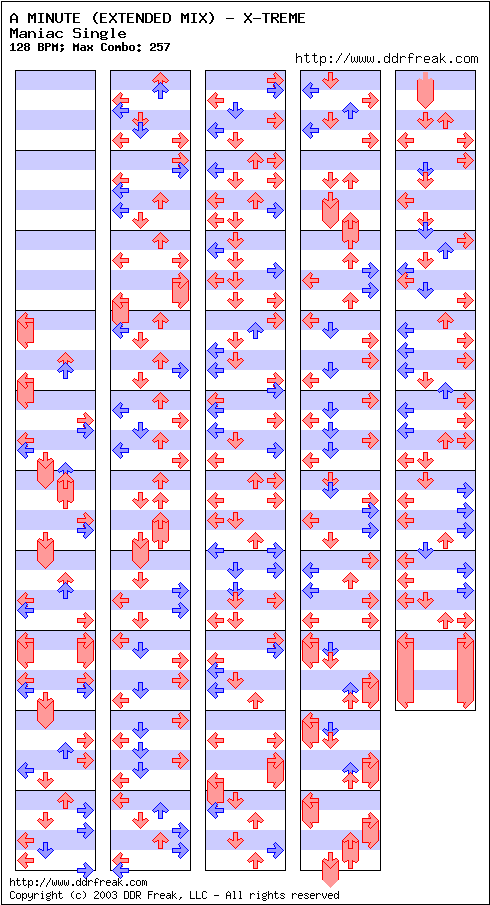 A MINUTE (EXTENDED MIX) - X-TREME
Maniac Single
128 BPM; Max Combo: 257
http://www.ddrfreak.com
http://www.ddrfreak.com
Copyright (c) 2003 DDR Freak, LLC - All rights reserved